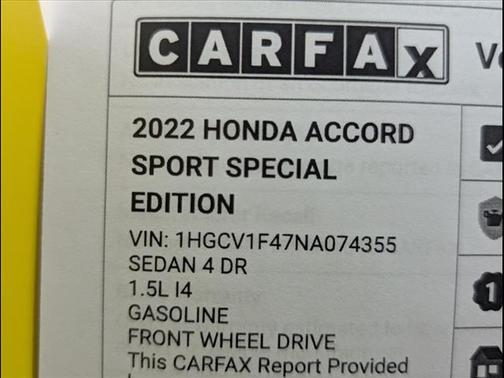 CARFAX
2022 HONDA ACCORD
SPORT SPECIAL
EDITION
VIN: 1HGCV1F47NA074355
SEDAN 4 DR
1.5L I4
GASOLINE
FRONT WHEEL DRIVE
This CARFAX Report Provided
1